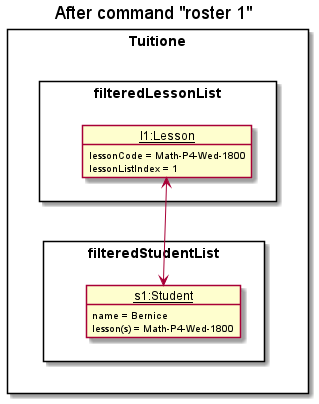 After command "roster 1"
Tuitione
filteredLessonList
l1:Lesson
lessonCode = Math-P4-Wed-1800
lessonListIndex = 1
filteredStudentList
s1:Student
name = Bernice
lesson(s) = Math-P4-Wed-1800